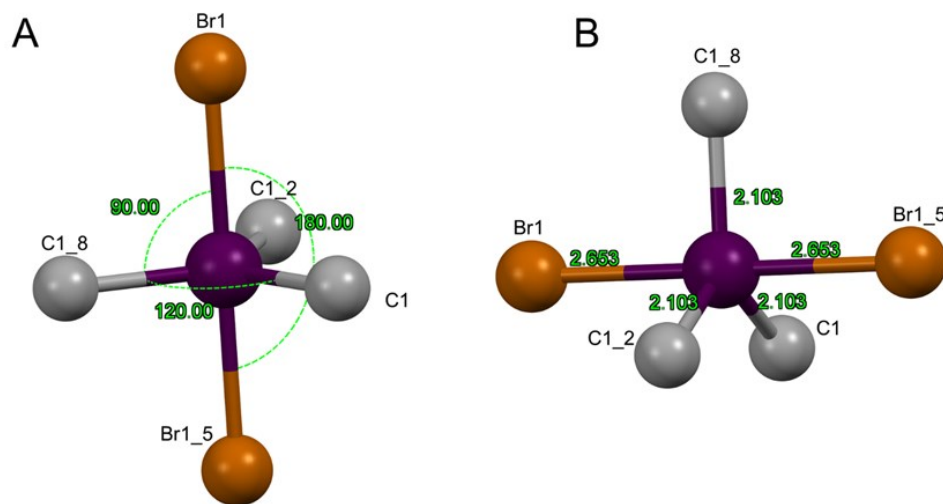 A
Br1
C1_2
90.00
180.00
C1_8
120.00
C1
Br1_5
B
C1_8
2.103
Br1
Br1_5
2.653
2.653
2.103
2.103
C1_2
C1